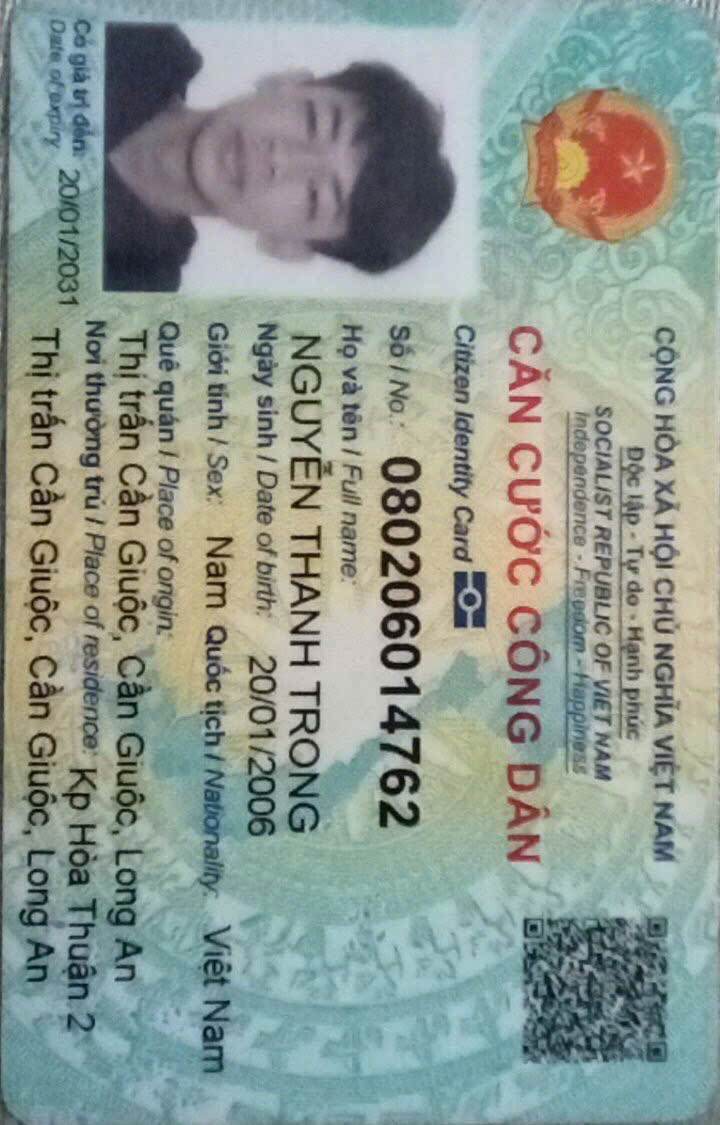 CỘNG HÒA XÃ HỘI CHỦ NGHĨA VIỆT NAM
Độc lập - Tự do - Hạnh phúc
SOCIALIST REPUBLIC OF VIET NAM
Independence - Freedom - Happiness
CĂN CƯỚC CÔNG DÂN
Citizen Identity Card
Số / No.: 080206014762
Họ và tên / Full name:
NGUYỄN THANH TRONG
Ngày sinh / Date of birth: 20/01/2006
Giới tính / Sex: Nam Quốc tịch / Nationality: Việt Nam
Quê quán / Place of origin:
Thị trấn Cần Giuộc, Cần Giuộc, Long An
Nơi thường trú / Place of residence: Kp Hòa Thuận 2
Thị trấn Cần Giuộc, Cần Giuộc, Long An
Có giá trị đến: 20/01/2031
Date of expiry